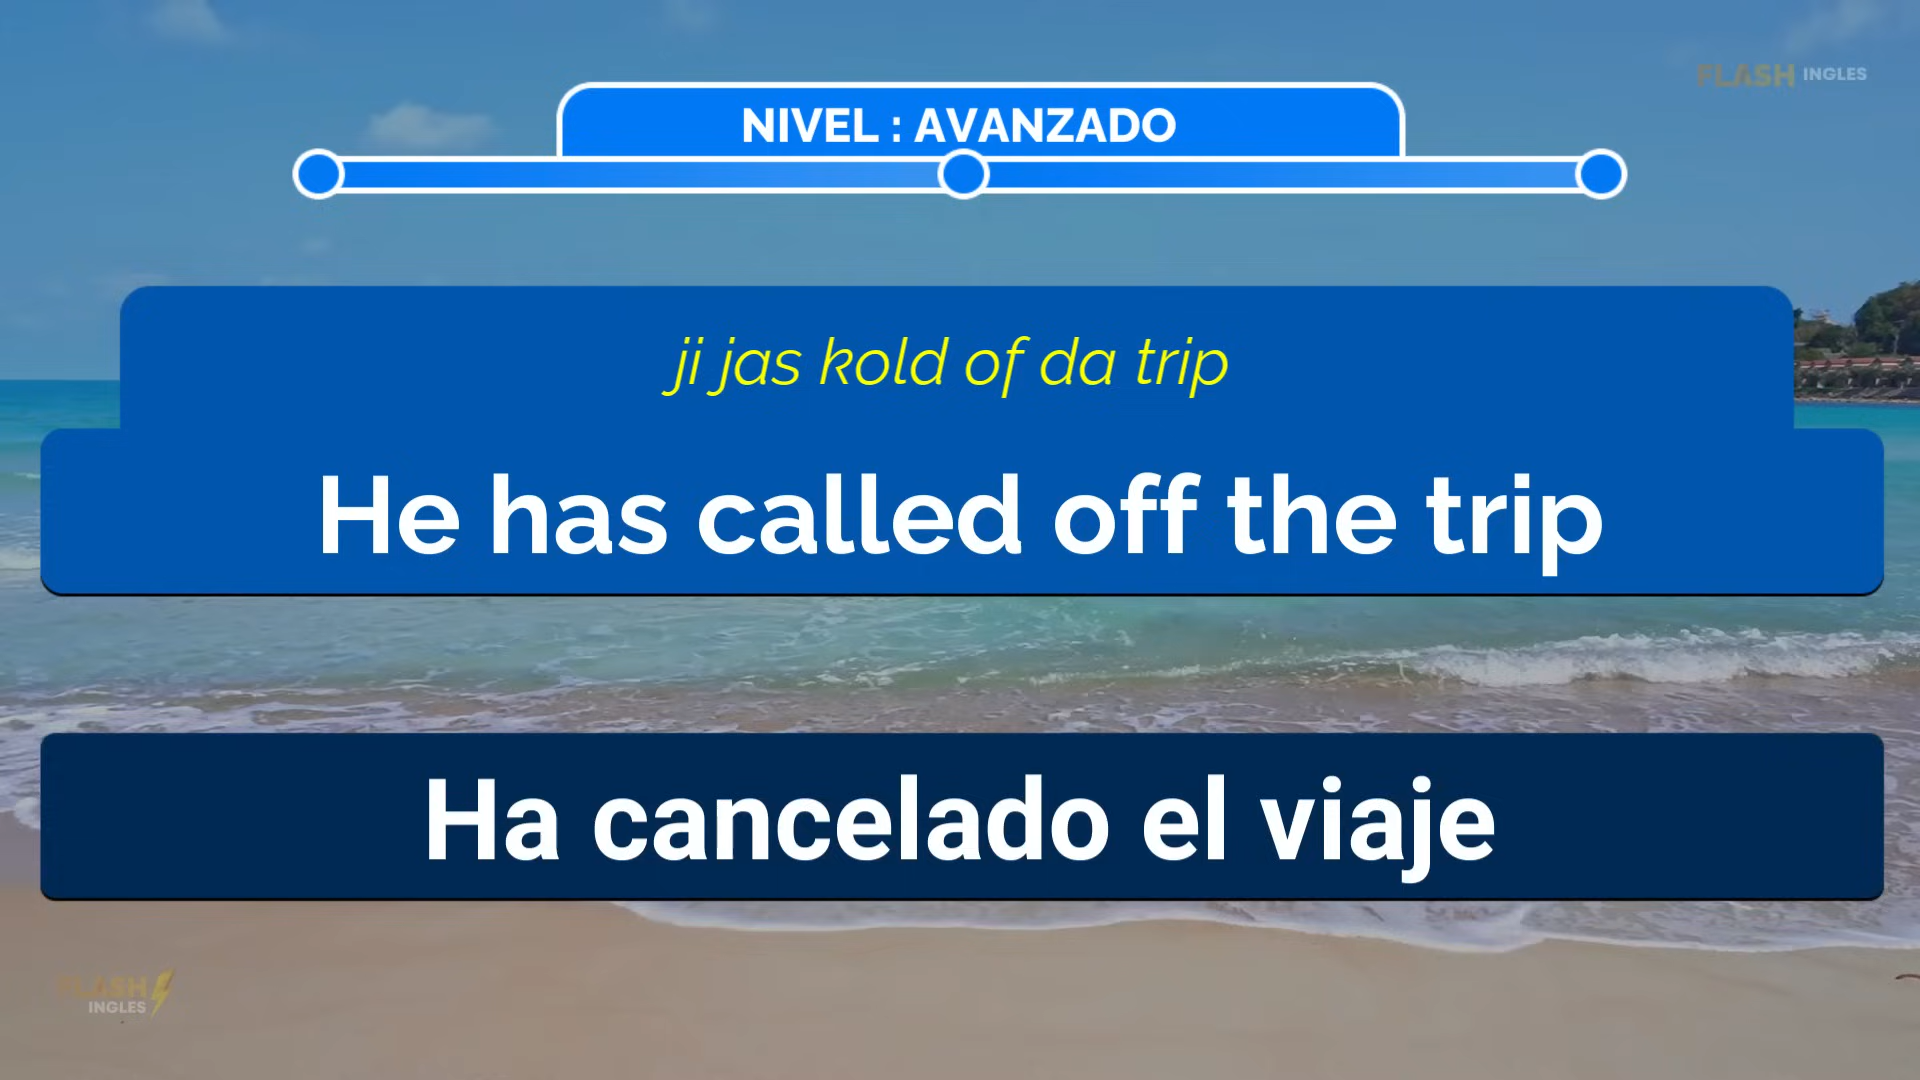 FLASH INGLES
NIVEL : AVANZADO
ji jas kold of da trip
He has called off the trip
Ha cancelado el viaje
FLASH
INGLES